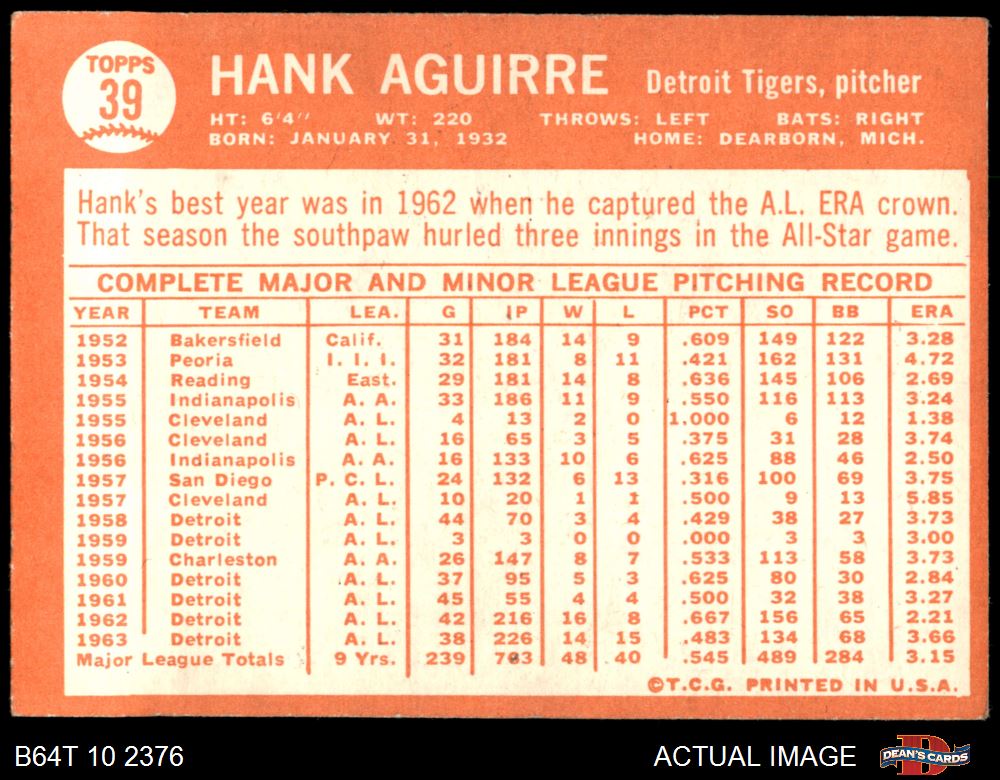 TOPPS
39
HANK AGUIRRE Detroit Tigers, pitcher
HT: 6'4" WT: 220 THROWS: LEFT BATS: RIGHT
BORN: JANUARY 31, 1932 HOME: DEARBORN, MICH.
Hank's best year was in 1962 when he captured the A.L. ERA crown.
That season the southpaw hurled three innings in the All-Star game.
COMPLETE MAJOR AND MINOR LEAGUE PITCHING RECORD
YEAR TEAM LEA. G IP W L PCT SO BB ERA
1952 Bakersfield Calif. 31 184 14 9 .609 149 122 3.28
1953 Peoria I. I. I. 32 181 8 11 .421 162 131 4.72
1954 Reading East. 29 181 14 8 .636 145 106 2.69
1955 Indianapolis A. A. 33 186 11 9 .550 116 113 3.24
1955 Cleveland A. L. 4 13 2 0 1.000 6 12 1.38
1956 Cleveland A. L. 16 65 3 5 .375 31 28 3.74
1956 Indianapolis A. A. 16 133 10 6 .625 88 46 2.50
1957 San Diego P. C. L. 24 132 6 13 .316 100 69 3.75
1957 Cleveland A. L. 10 20 1 1 .500 9 13 5.85
1958 Detroit A. L. 44 70 3 4 .429 38 27 3.73
1959 Detroit A. L. 3 3 0 0 .000 3 3 3.00
1959 Charleston A. A. 26 147 8 7 .533 113 58 3.73
1960 Detroit A. L. 37 95 5 3 .625 80 30 2.84
1961 Detroit A. L. 45 55 4 4 .500 32 38 3.27
1962 Detroit A. L. 42 216 16 8 .667 156 65 2.21
1963 Detroit A. L. 38 226 14 15 .483 134 68 3.66
Major League Totals 9 Yrs. 239 763 48 40 .545 489 284 3.15
©T.C.G. PRINTED IN U.S.A.
B64T 10 2376 ACTUAL IMAGE DEAN'S CARDS